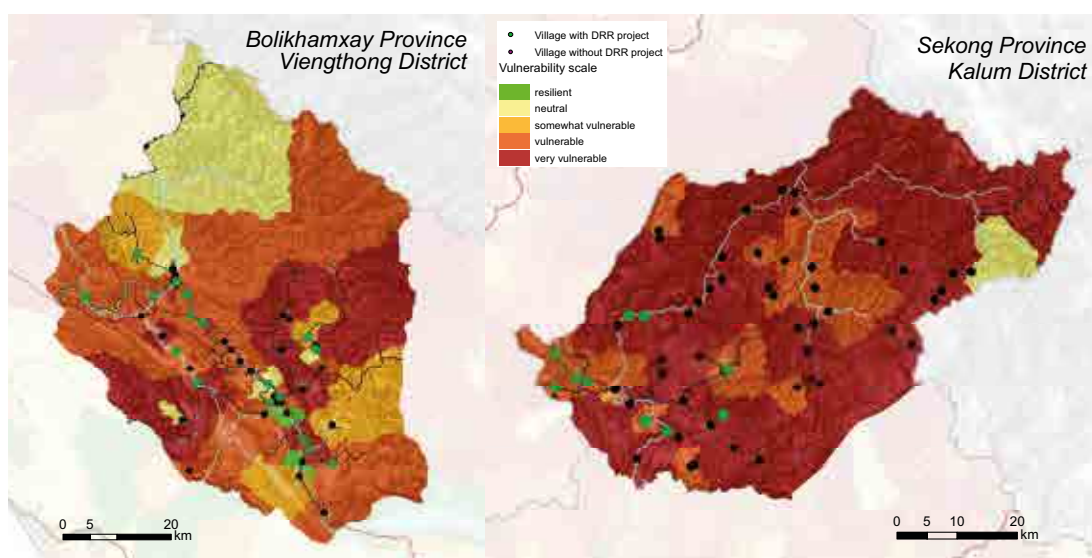 Bolikhamxay Province
Viengthong District
Village with DRR project
Village without DRR project
Vulnerability scale
resilient
neutral
somewhat vulnerable
vulnerable
very vulnerable
Sekong Province
Kalum District
0 5 20
km
0 5 10 20
km